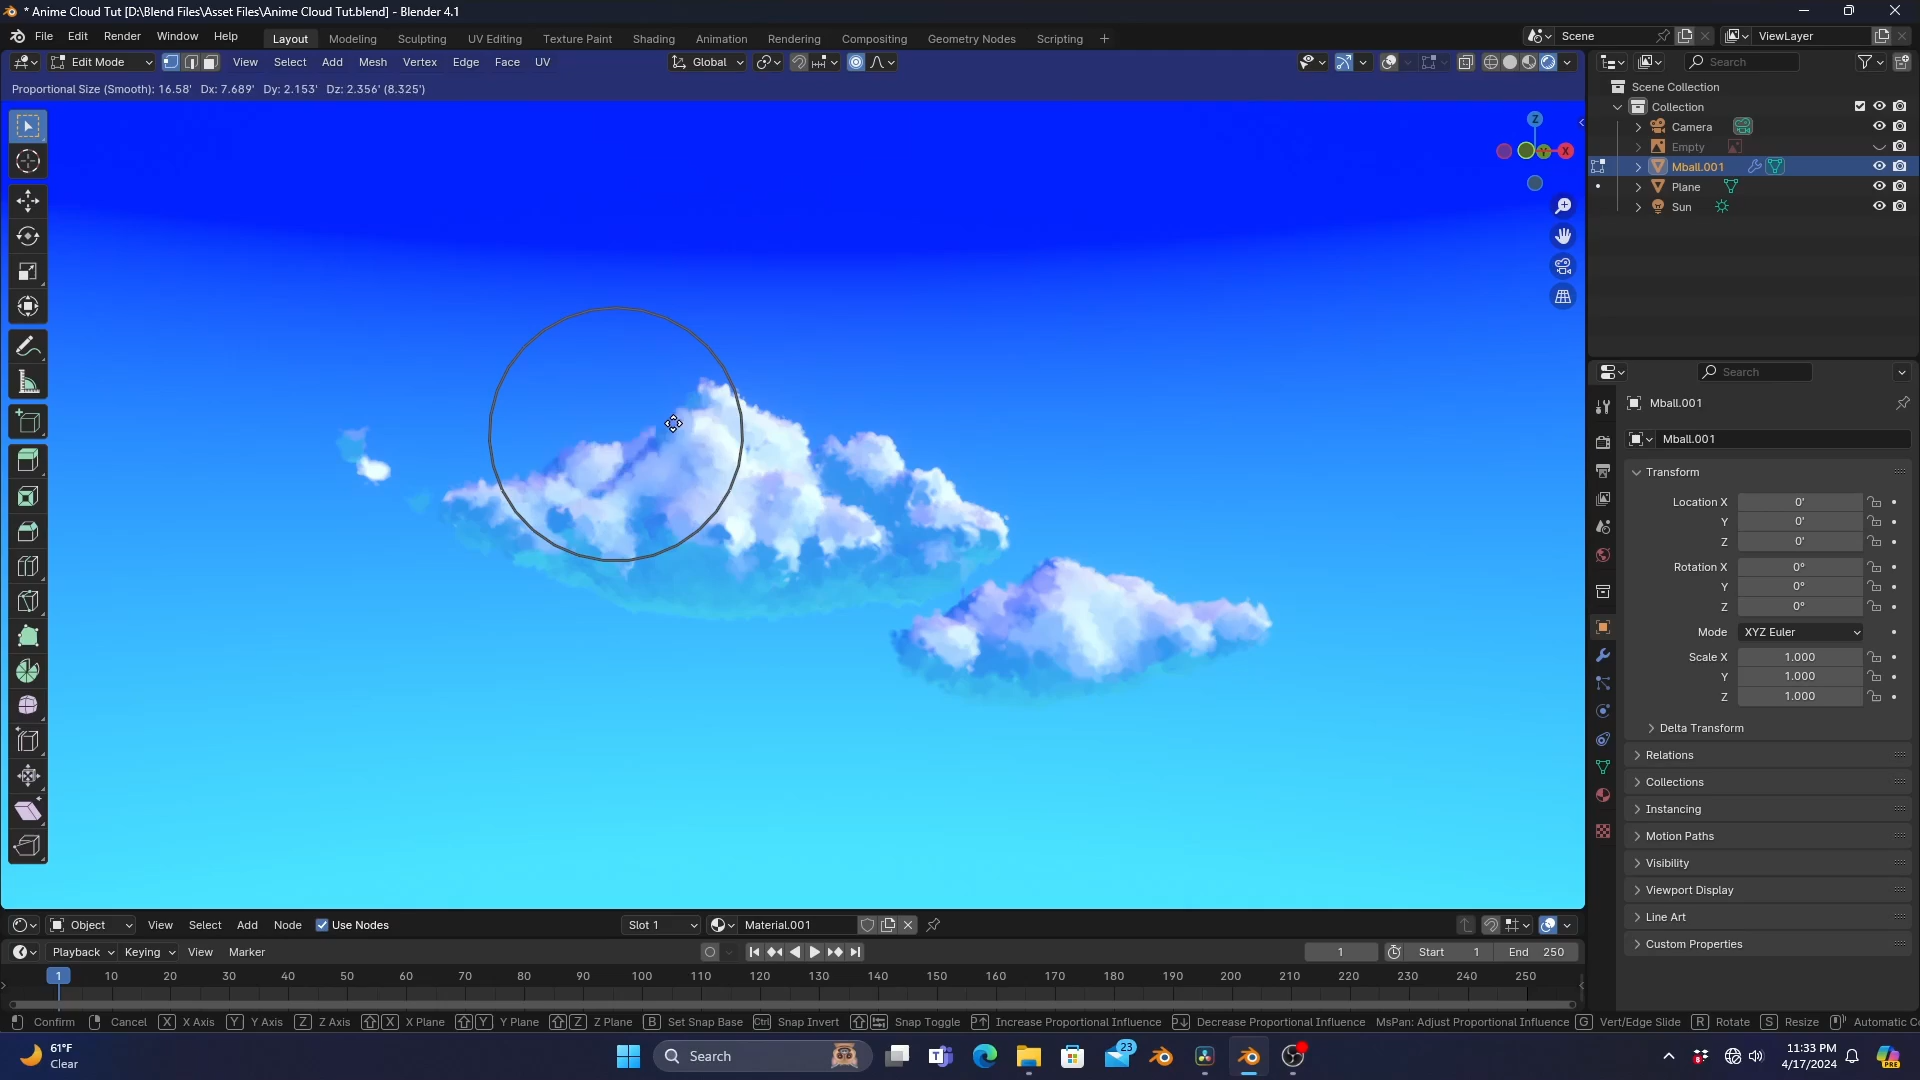 * Anime Cloud Tut [D:\Blend Files\Asset Files\Anime Cloud Tut.blend] - Blender 4.1
File Edit Render Window Help
Layout Modeling Sculpting UV Editing Texture Paint Shading Animation Rendering Compositing Geometry Nodes Scripting +
Scene
ViewLayer
Edit Mode View Select Add Mesh Vertex Edge Face UV
Global
Search
Proportional Size (Smooth): 16.58' Dx: 7.689' Dy: 2.153' Dz: 2.356' (8.325')
Scene Collection
Collection
Camera
Empty
Mball.001
Plane
Sun
Z
Y
X
Search
Mball.001
Mball.001
Transform
Location X 0'
Y 0'
Z 0'
Rotation X 0°
Y 0°
Z 0°
Mode XYZ Euler
Scale X 1.000
Y 1.000
Z 1.000
Delta Transform
Relations
Collections
Instancing
Motion Paths
Visibility
Viewport Display
Line Art
Custom Properties
Object View Select Add Node Use Nodes
Slot 1
Material.001
Playback Keying View Marker
1
Start 1
End 250
1 10 20 30 40 50 60 70 80 90 100 110 120 130 140 150 160 170 180 190 200 210 220 230 240 250
Confirm Cancel X X Axis Y Y Axis Z Z Axis X X Plane Y Y Plane Z Z Plane B Set Snap Base Ctrl Snap Invert Snap Toggle Increase Proportional Influence Decrease Proportional Influence MsPan: Adjust Proportional Influence G Vert/Edge Slide R Rotate S Resize Automatic Co
61°F
Clear
Search
23
11:33 PM
4/17/2024
PRE